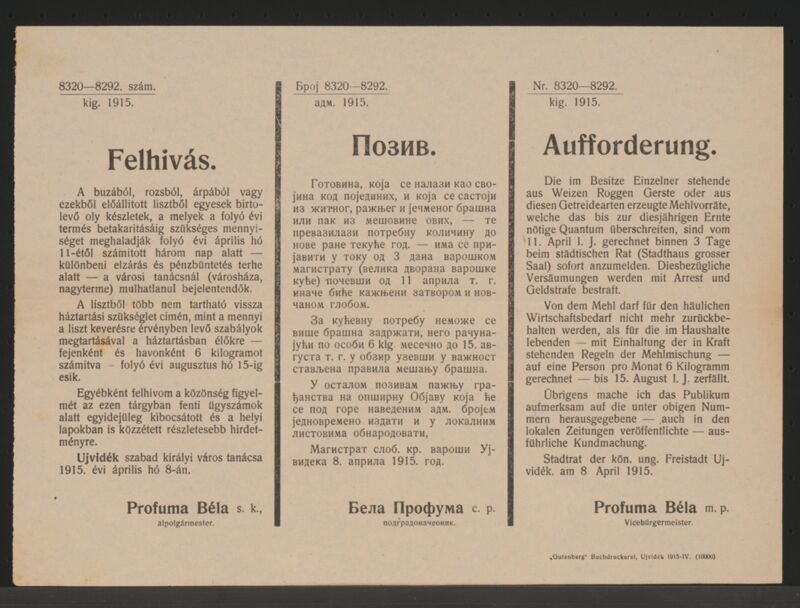 8320—8292. szám.
kig. 1915.
Felhivás.
A buzából, rozsból, árpából vagy
ezekből előállitott lisztből egyesek birto-
levő oly készletek, a melyek a folyó évi
termés betakaritásáig szükséges mennyi-
séget meghaladják folyó évi április hó
11-étől számitott három nap alatt —
különbeni elzárás és pénzbüntetés terhe
alatt — a városi tanácsnál (városháza,
nagyterme) mulhatlanul bejelentendők.
A lisztből több nem tartható vissza
háztartási szükséglet cimén, mint a mennyi
a liszt keverésre érvényben levő szabályok
megtartásával a háztartásban élőkre —
fejenként és havonként 6 kilogramot
számitva - folyó évi augusztus hó 15-ig
esik.
Egyébként felhivom a közönség figyel-
mét az ezen tárgyban fenti ügyszámok
alatt egyidejüleg kibocsátott és a helyi
lapokban is közzétett részletesebb hirdet-
ményre.
Ujvidék szabad királyi város tanácsa
1915. évi április hó 8-án.
Profuma Béla s. k.,
alpolgármester.
Број 8320—8292.
адм. 1915.
Позив.
Готовина, која се налази као сво-
јина код појединих, и која се састоји
из житног, ражњег и јечменог брашна
или пак из мешовине ових, — те
превазилази потребну количину до
нове ране текуће год. — има се при-
јавити у току од 3 дана варошком
магистрату (велика дворана варошке
куће) почевши од 11 априла т. г.
иначе биће кажњени затвором и нов-
чаном глобом.
За кућевну потребу неможе се
више брашна задржати, него рачуна-
јући по особи 6 klg месечно до 15. ав-
густа т. г. у обзир узевши у важност
стављена правила мешању брашна.
У осталом позивам пажњу гра-
ђанства на опширну Објаву која ће
се под горе наведеним адм. бројем
једновремено издати и у локалним
листовима обнародовати,
Магистрат слоб. кр. вароши Уј-
видека 8. априла 1915. год.
Бела Профума с. р.
подградоначеоник.
Nr. 8320—8292.
kig. 1915.
Aufforderung.
Die im Besitze Einzelner stehende
aus Weizen Roggen Gerste oder aus
diesen Getreidearten erzeugte Mehlvorräte,
welche das bis zur diesjährigen Ernte
nötige Quantum überschreiten, sind vom
11. April l. J. gerechnet binnen 3 Tage
beim städtischen Rat (Stadthaus grosser
Saal) sofort anzumelden. Diesbezügliche
Versäumungen werden mit Arrest und
Geldstrafe bestraft.
Von dem Mehl darf für den häulichen
Wirtschaftsbedarf nicht mehr zurückbe-
halten werden, als für die im Haushalte
lebenden — mit Einhaltung der in Kraft
stehenden Regeln der Mehlmischung —
auf eine Person pro Monat 6 Kilogramm
gerechnet — bis 15. August l. J. zerfällt.
Übrigens mache ich das Publikum
aufmerksam auf die unter obigen Num-
mern herausgegebene — auch in den
lokalen Zeitungen veröffentlichte — aus-
führliche Kundmachung.
Stadtrat der kön. ung. Freistadt Uj-
vidék. am 8 April 1915.
Profuma Béla m. p.
Vicebürgermeister.
„Gutenberg" Buchdruckerei, Ujvidék 1915-IV. (10000)